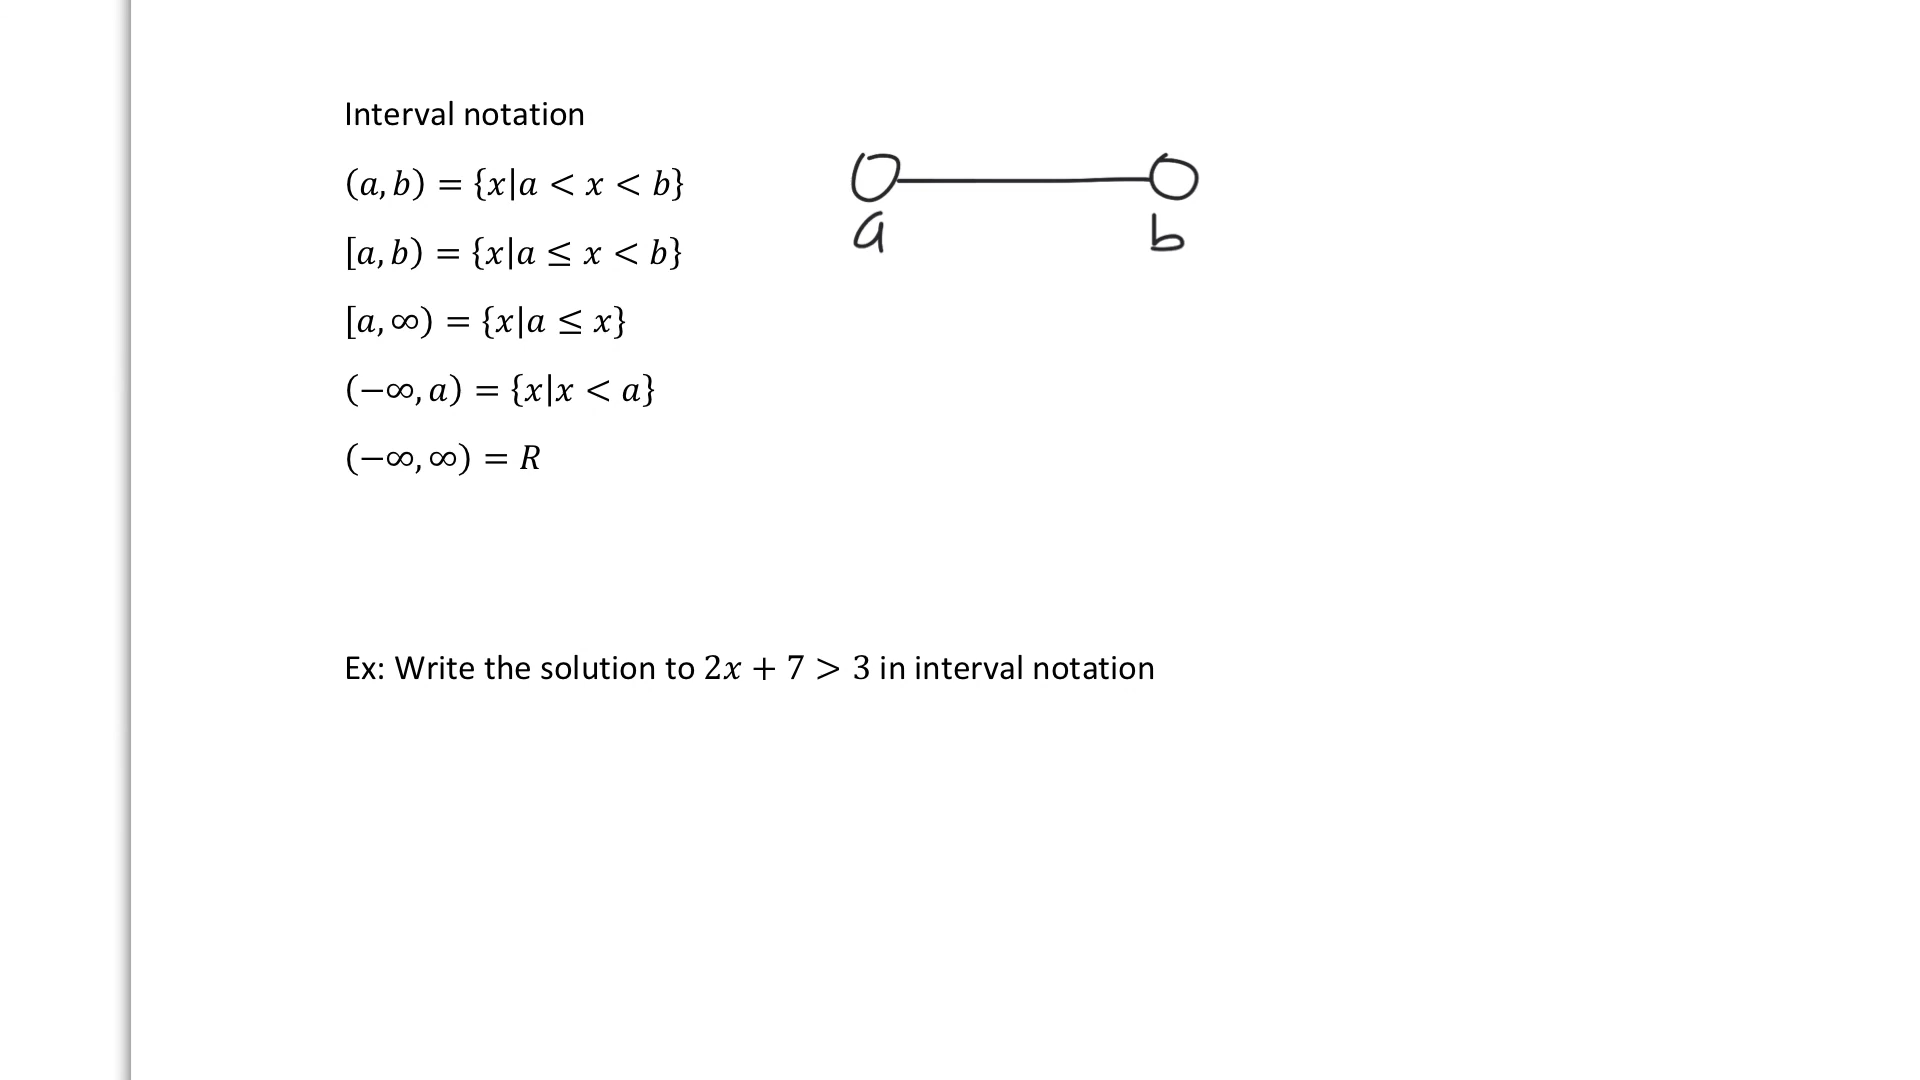 Interval notation
(a, b) = {x|a < x < b}
a b
[a, b) = {x|a ≤ x < b}
[a, ∞) = {x|a ≤ x}
(−∞, a) = {x|x < a}
(−∞, ∞) = R
Ex: Write the solution to 2x + 7 > 3 in interval notation